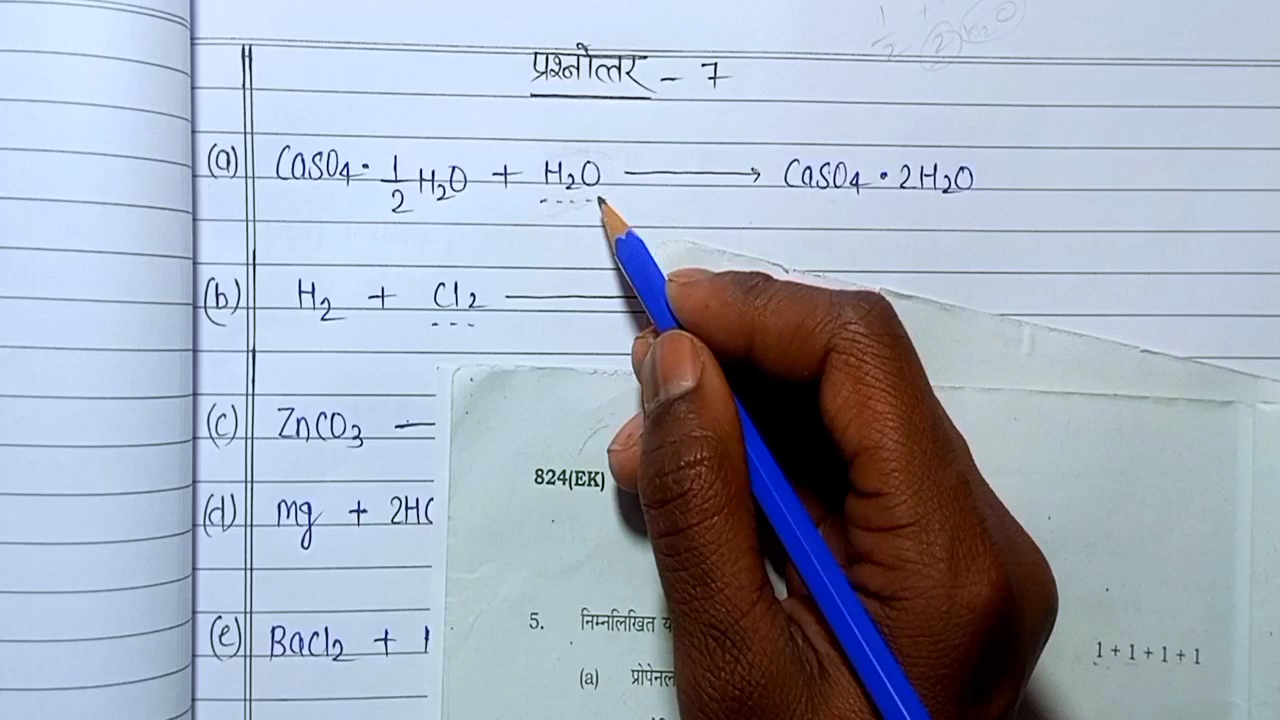 प्रश्नोत्तर - 7
(a) CaSO4 · 1/2 H2O + H2O ⟶ CaSO4 · 2H2O
(b) H2 + Cl2
(c) ZnCO3
(d) Mg + 2HC
(e) BaCl2 +
824(EK)
5. निम्नलिखित
(a) प्रोपेनल
1 + 1 + 1 + 1